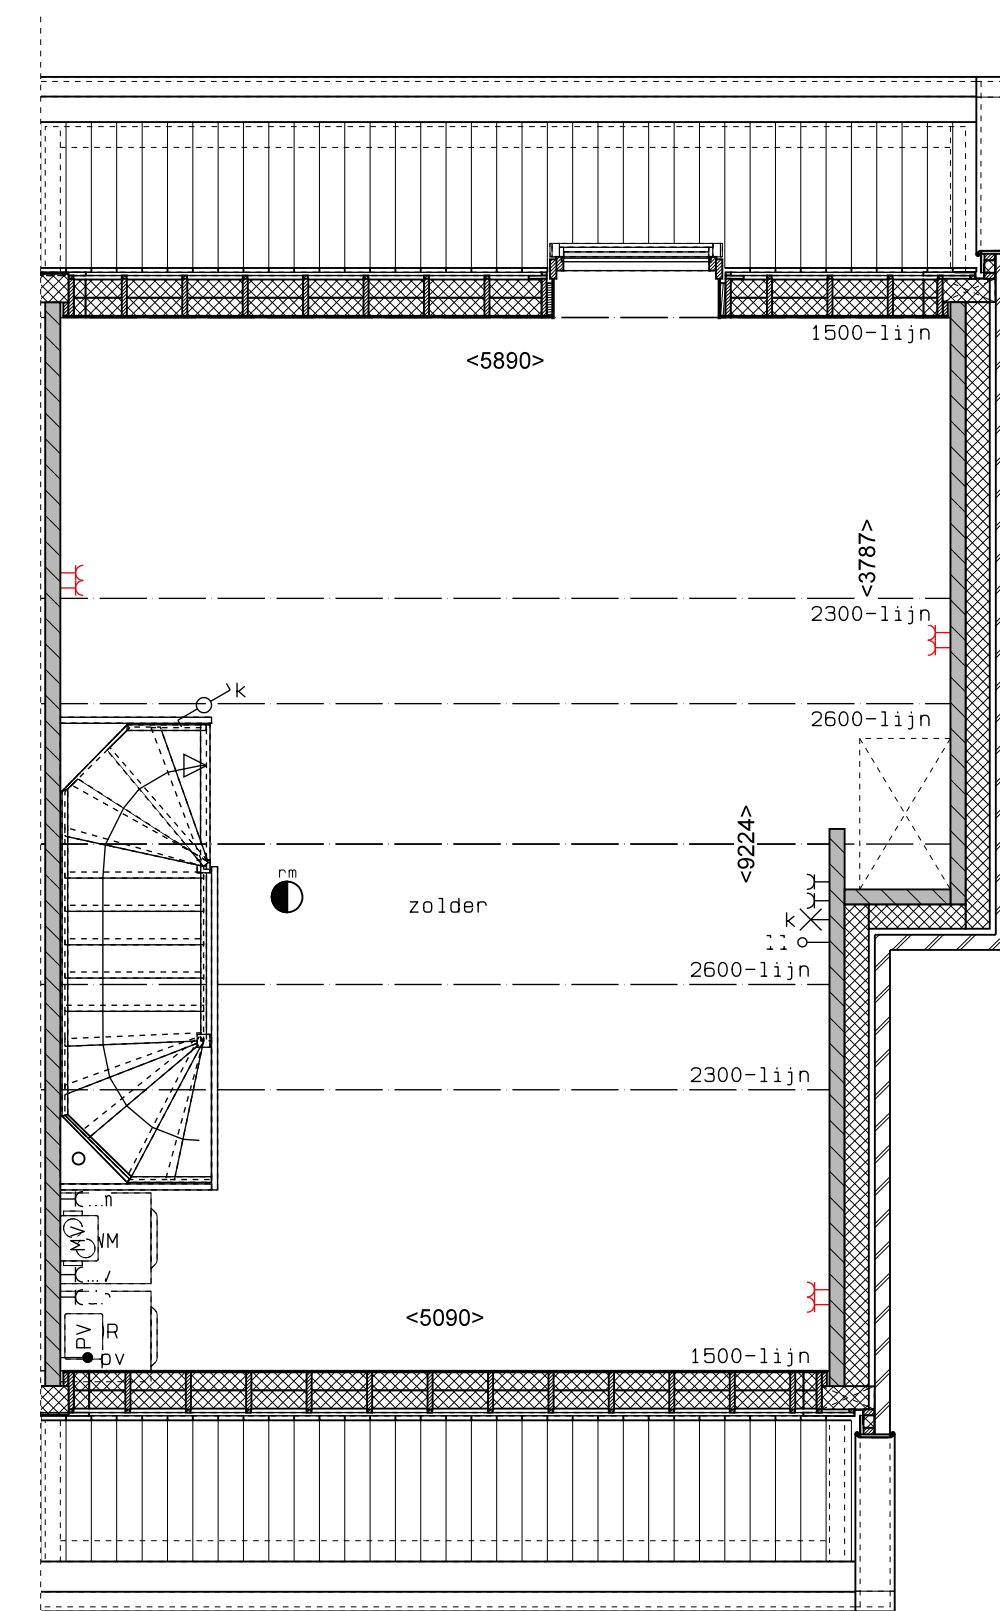 1500-lijn
<5890>
<3787>
2300-lijn
k
2600-lijn
<9224>
rm
zolder
k
2600-lijn
2300-lijn
MV
WM
<5090>
PV
pv
1500-lijn